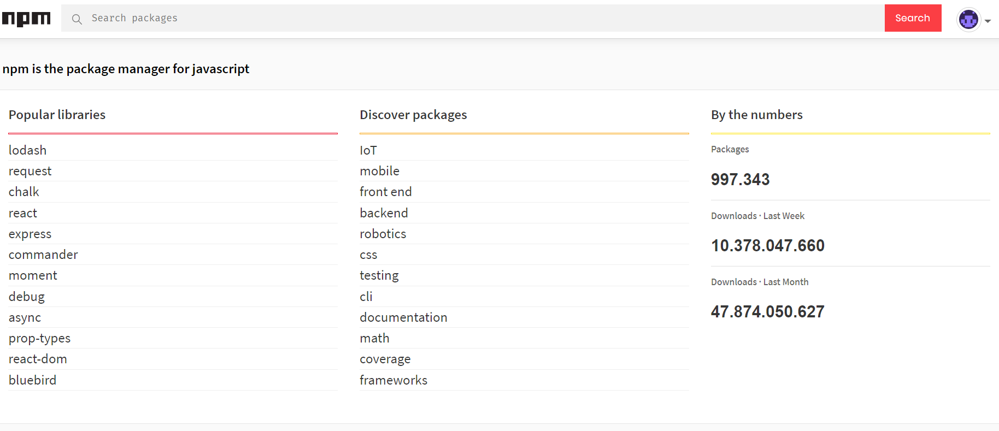 npm
Search packages
Search
npm is the package manager for javascript
Popular libraries
lodash
request
chalk
react
express
commander
moment
debug
async
prop-types
react-dom
bluebird
Discover packages
IoT
mobile
front end
backend
robotics
css
testing
cli
documentation
math
coverage
frameworks
By the numbers
Packages
997.343
Downloads · Last Week
10.378.047.660
Downloads · Last Month
47.874.050.627